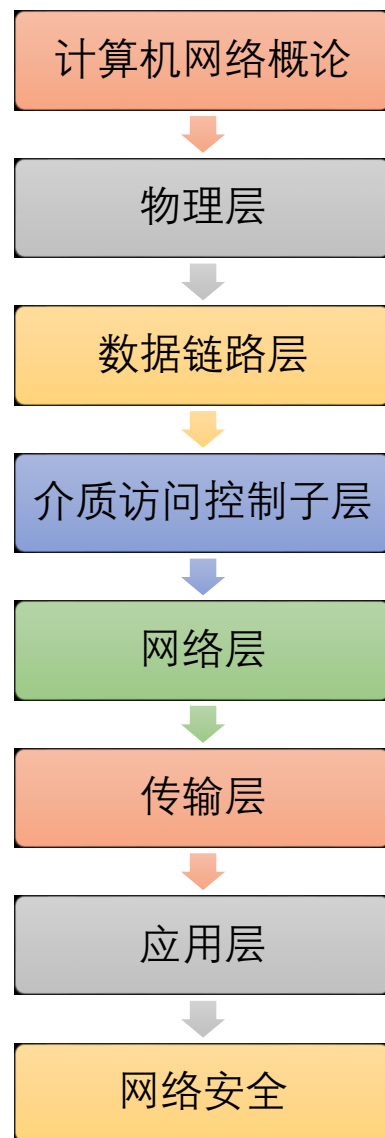 计算机网络概论
物理层
数据链路层
介质访问控制子层
网络层
传输层
应用层
网络安全